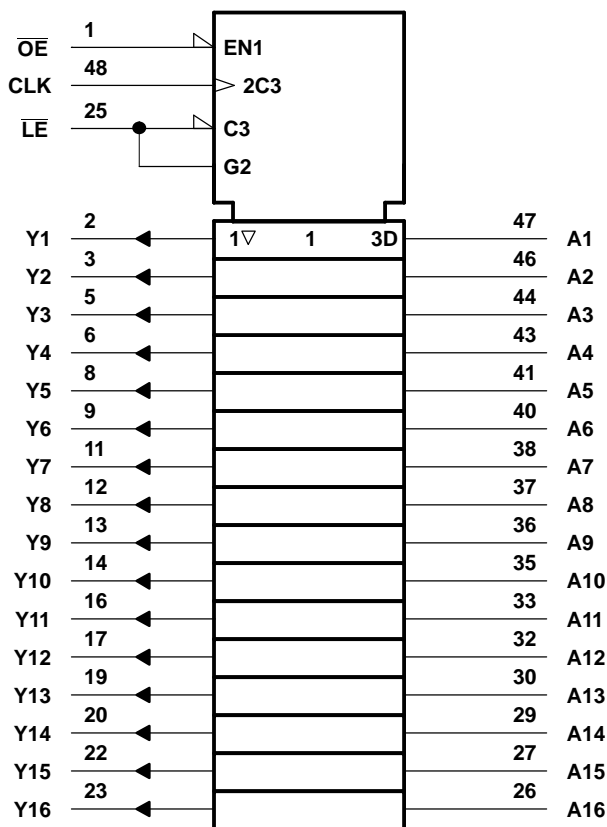 1
OE EN1
48
CLK 2C3
25
LE C3
G2
2 47
Y1 1▽ 1 3D A1
3 46
Y2 A2
5 44
Y3 A3
6 43
Y4 A4
8 41
Y5 A5
9 40
Y6 A6
11 38
Y7 A7
12 37
Y8 A8
13 36
Y9 A9
14 35
Y10 A10
16 33
Y11 A11
17 32
Y12 A12
19 30
Y13 A13
20 29
Y14 A14
22 27
Y15 A15
23 26
Y16 A16